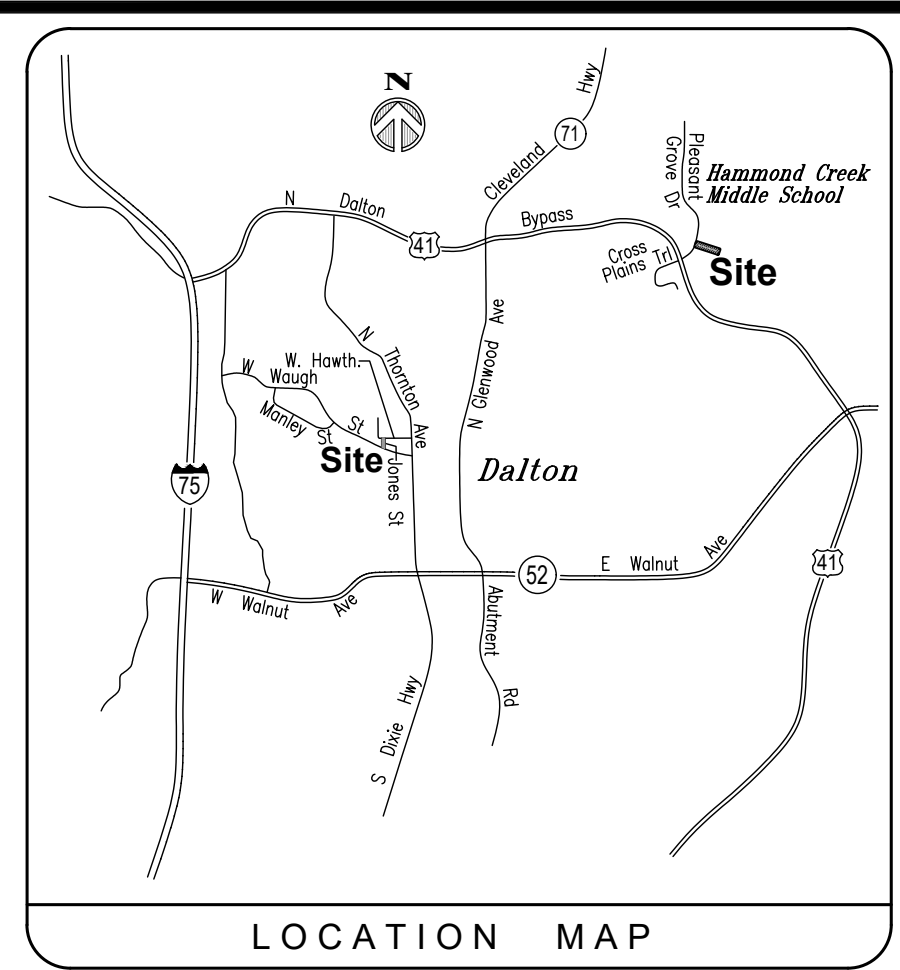 N
Hwy
71
Cleveland
Pleasant
Grove Dr
Hammond Creek
Middle School
N Dalton
41
Bypass
Cross
Plains Trl
Site
N Thornton Ave
W. Hawth.
W Waugh St
Manley St
Site
Jones St
N Glenwood Ave
Dalton
75
52
E Walnut Ave
41
W Walnut Ave
Abutment Rd
S Dixie Hwy
LOCATION MAP